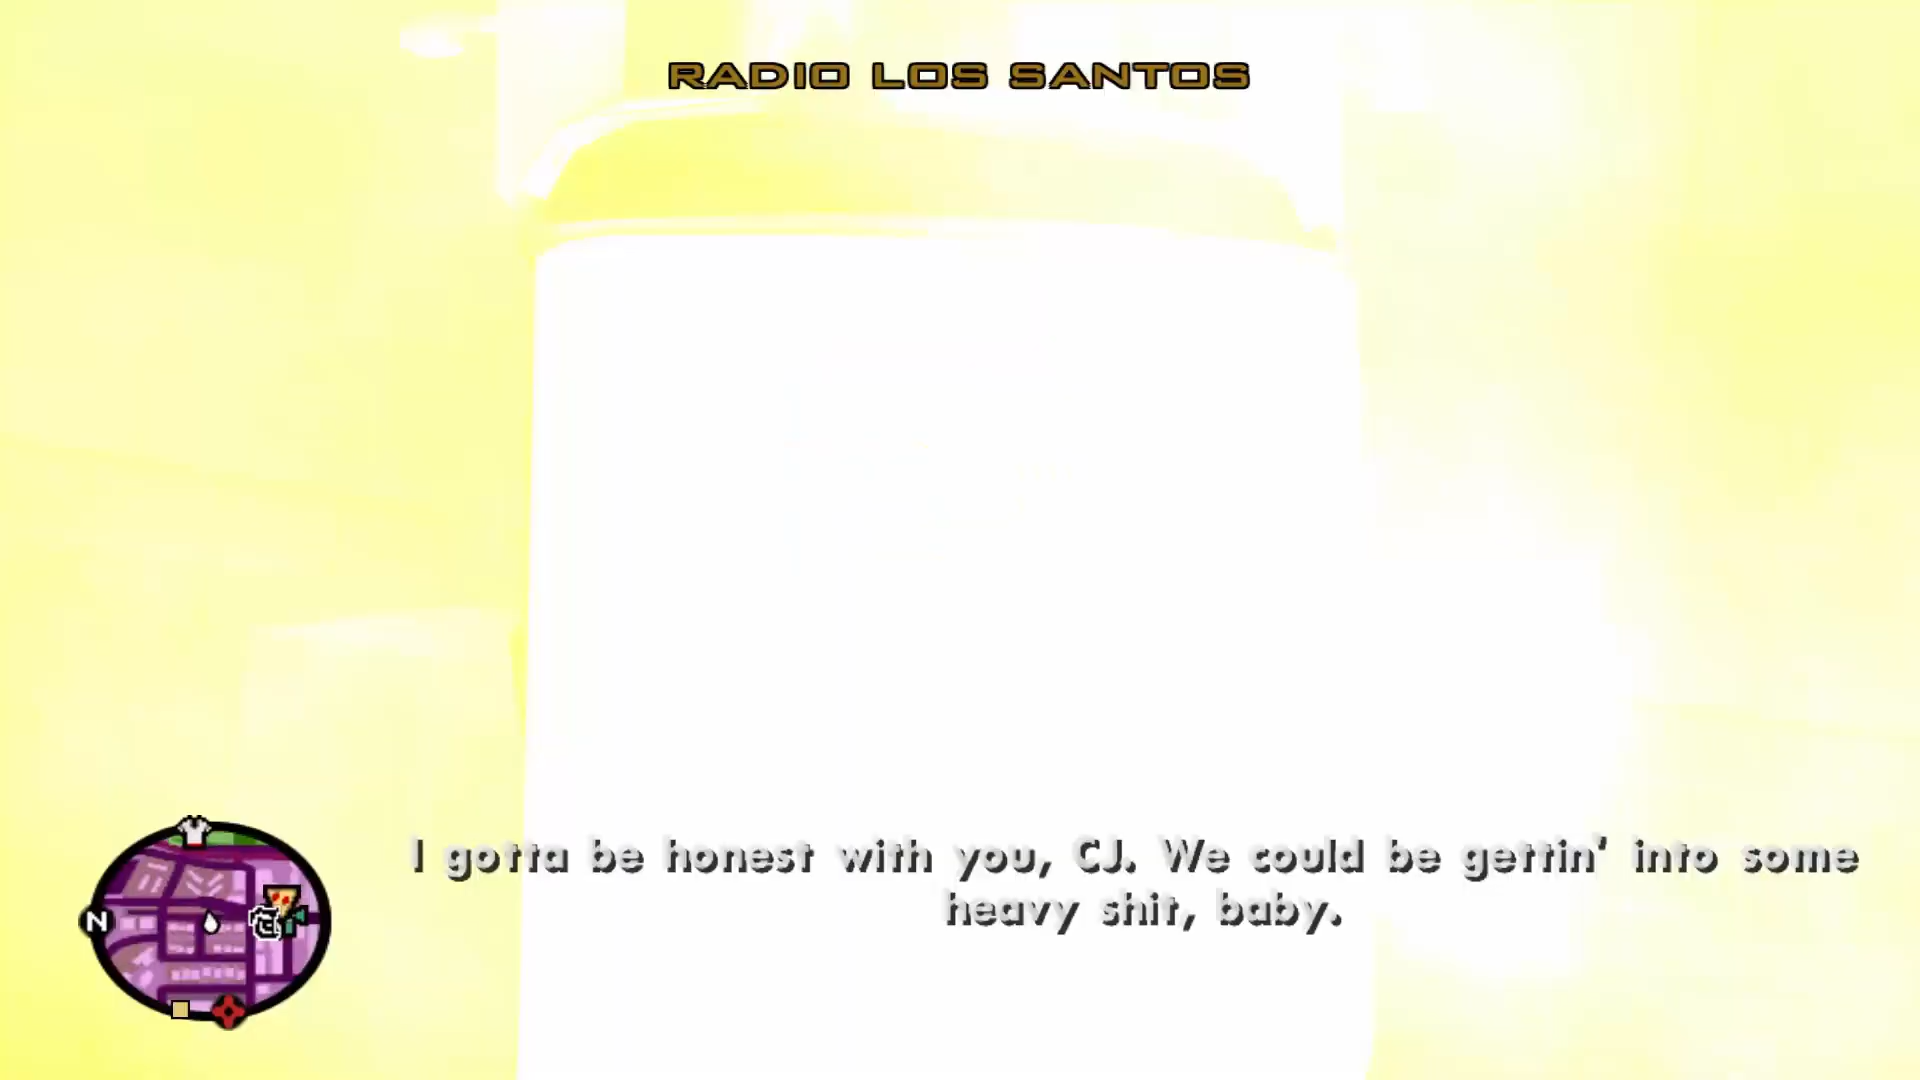 RADIO LOS SANTOS
I gotta be honest with you, CJ. We could be gettin' into some
heavy shit, baby.
N